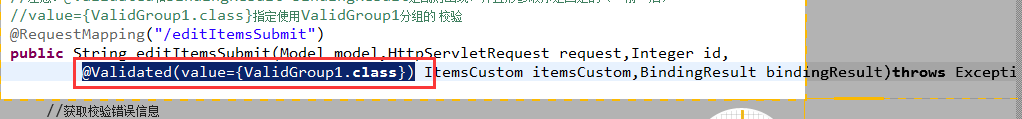 //value={ValidGroup1.class}指定使用ValidGroup1分组的 校验
@RequestMapping("/editItemsSubmit")
public String editItemsSubmit(Model model,HttpServletRequest request,Integer id,
@Validated(value={ValidGroup1.class}) ItemsCustom itemsCustom,BindingResult bindingResult)throws Excepti
//获取校验错误信息